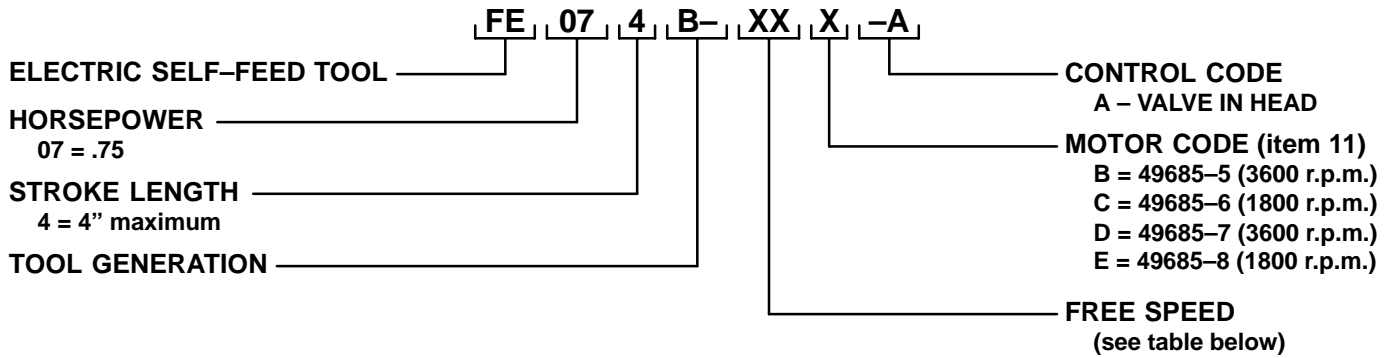 FE 07 4 B– XX X –A
ELECTRIC SELF–FEED TOOL
HORSEPOWER
07 = .75
STROKE LENGTH
4 = 4” maximum
TOOL GENERATION
CONTROL CODE
A – VALVE IN HEAD
MOTOR CODE (item 11)
B = 49685–5 (3600 r.p.m.)
C = 49685–6 (1800 r.p.m.)
D = 49685–7 (3600 r.p.m.)
E = 49685–8 (1800 r.p.m.)
FREE SPEED
(see table below)